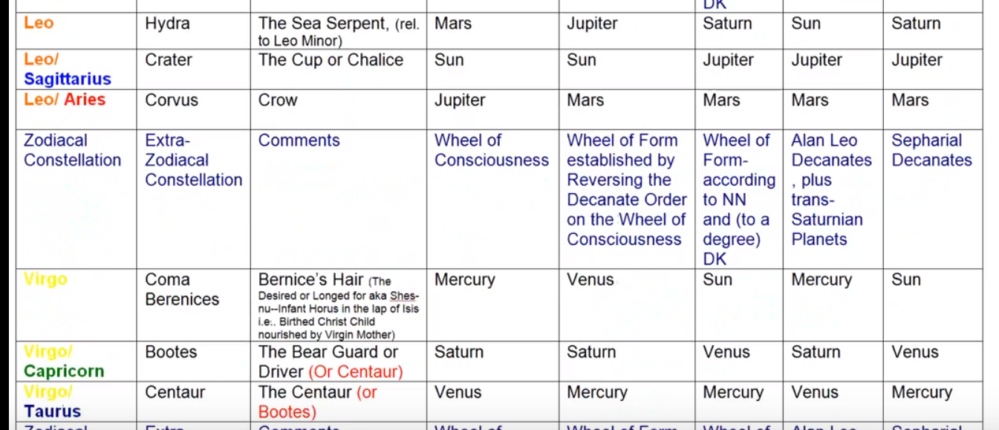 DK
Leo Hydra The Sea Serpent, (rel. Mars Jupiter Saturn Sun Saturn
to Leo Minor)
Leo/ Crater The Cup or Chalice Sun Sun Jupiter Jupiter Jupiter
Sagittarius
Leo/ Aries Corvus Crow Jupiter Mars Mars Mars Mars
Zodiacal Extra- Comments Wheel of Wheel of Form Wheel of Alan Leo Sepharial
Constellation Zodiacal Consciousness established by Form- Decanates Decanates
Constellation Reversing the according , plus
Decanate Order to NN trans-
on the Wheel of and (to a Saturnian
Consciousness degree) Planets
DK
Virgo Coma Bernice's Hair (The Mercury Venus Sun Mercury Sun
Berenices Desired or Longed for aka Shes-
nu--Infant Horus in the lap of Isis
i.e:. Birthed Christ Child
nourished by Virgin Mother)
Virgo/ Bootes The Bear Guard or Saturn Saturn Venus Saturn Venus
Capricorn Driver (Or Centaur)
Virgo/ Centaur The Centaur (or Venus Mercury Mercury Venus Mercury
Taurus Bootes)
Zodiacal Extra- Comments Wheel of Wheel of Form Wheel of Alan Leo Sepharial